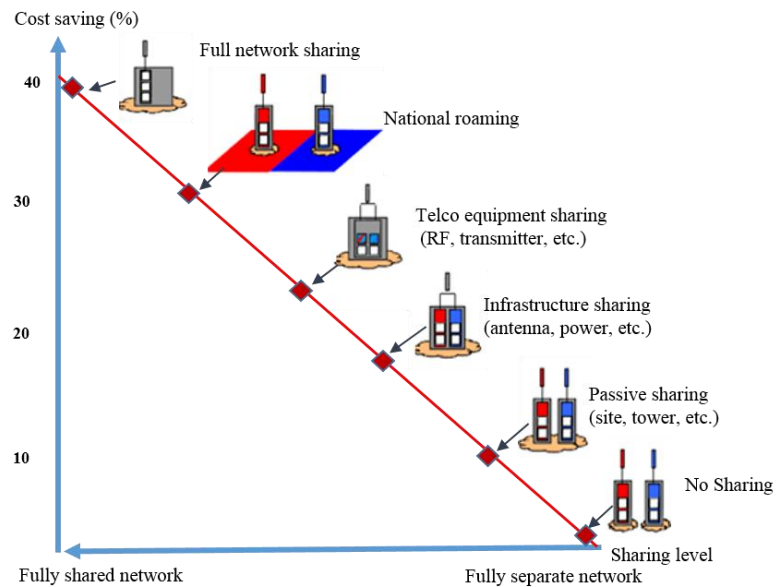 Cost saving (%)
Full network sharing
40
National roaming
30
Telco equipment sharing
(RF, transmitter, etc.)
Infrastructure sharing
(antenna, power, etc.)
20
Passive sharing
(site, tower, etc.)
10
No Sharing
Sharing level
Fully shared network
Fully separate network